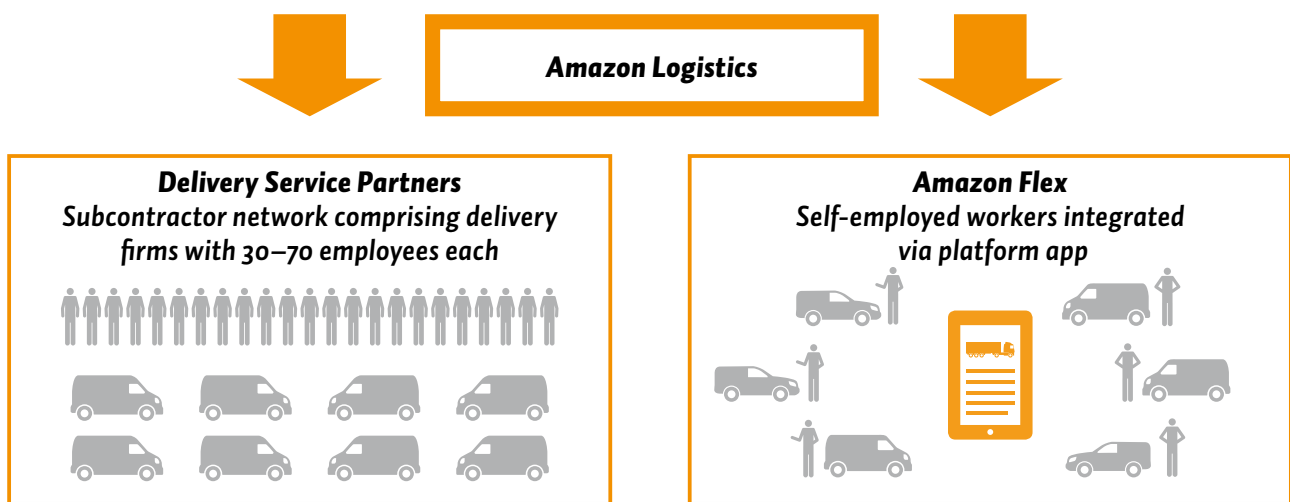 Amazon Logistics
Delivery Service Partners
Subcontractor network comprising delivery
firms with 30–70 employees each
Amazon Flex
Self-employed workers integrated
via platform app